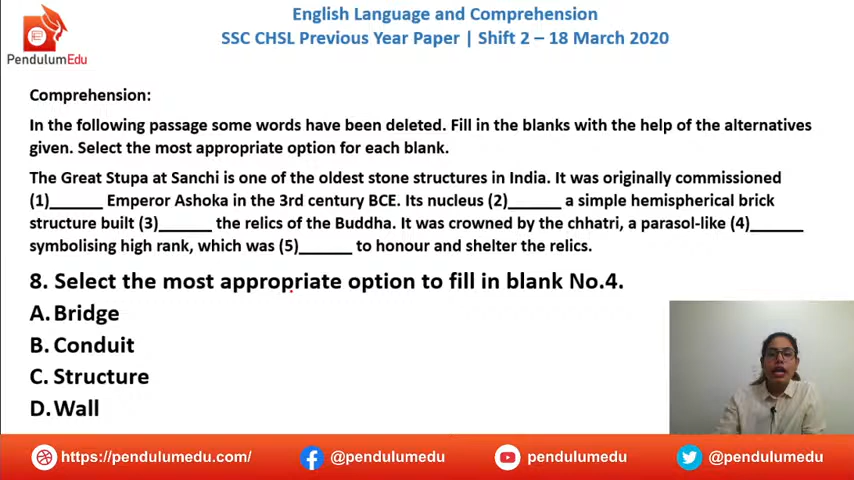 English Language and Comprehension
SSC CHSL Previous Year Paper | Shift 2 – 18 March 2020
PendulumEdu
Comprehension:
In the following passage some words have been deleted. Fill in the blanks with the help of the alternatives
given. Select the most appropriate option for each blank.
The Great Stupa at Sanchi is one of the oldest stone structures in India. It was originally commissioned
(1)______ Emperor Ashoka in the 3rd century BCE. Its nucleus (2)______ a simple hemispherical brick
structure built (3)______ the relics of the Buddha. It was crowned by the chhatri, a parasol-like (4)______
symbolising high rank, which was (5)______ to honour and shelter the relics.
8. Select the most appropriate option to fill in blank No.4.
A. Bridge
B. Conduit
C. Structure
D. Wall
https://pendulumedu.com/ @pendulumedu pendulumedu @pendulumedu